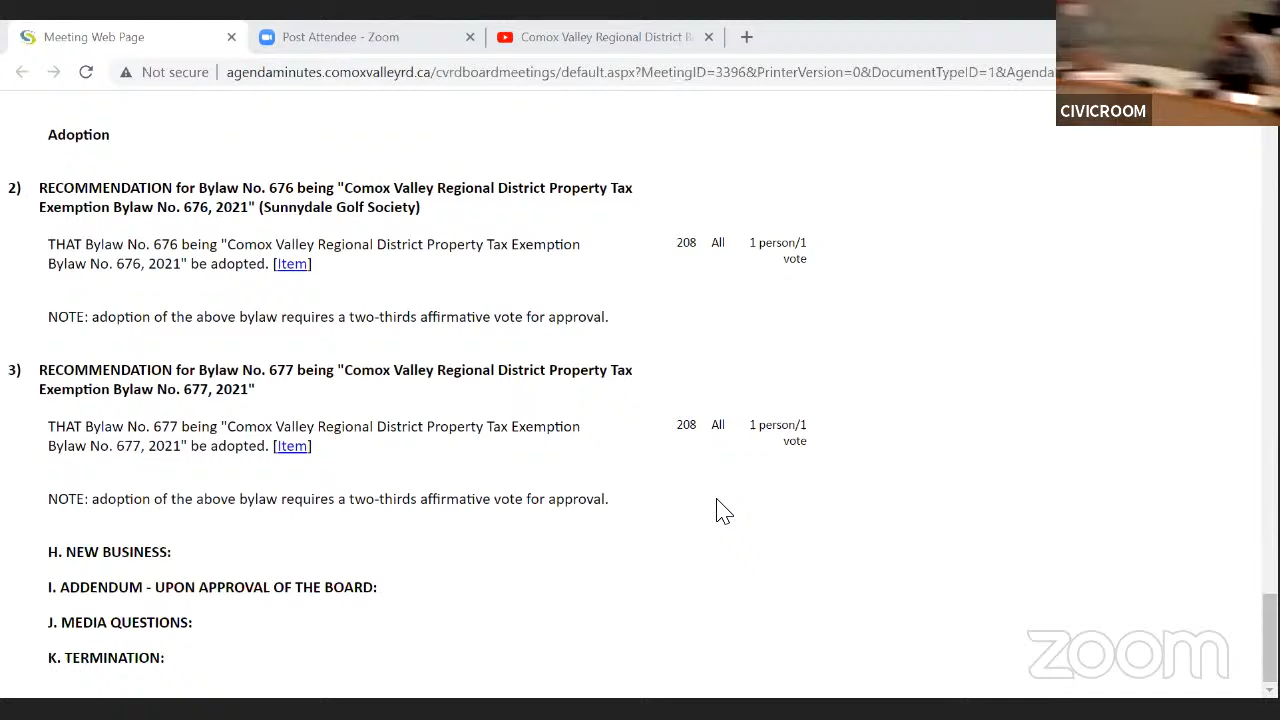 Meeting Web Page
Post Attendee - Zoom
Comox Valley Regional District B
Not secure
agendaminutes.comoxvalleyrd.ca/cvrdboardmeetings/default.aspx?MeetingID=3396&PrinterVersion=0&DocumentTypeID=1&Agenda
CIVICROOM
Adoption
2) RECOMMENDATION for Bylaw No. 676 being "Comox Valley Regional District Property Tax
Exemption Bylaw No. 676, 2021" (Sunnydale Golf Society)
THAT Bylaw No. 676 being "Comox Valley Regional District Property Tax Exemption 208 All 1 person/1
Bylaw No. 676, 2021" be adopted. [Item] vote
NOTE: adoption of the above bylaw requires a two-thirds affirmative vote for approval.
3) RECOMMENDATION for Bylaw No. 677 being "Comox Valley Regional District Property Tax
Exemption Bylaw No. 677, 2021"
THAT Bylaw No. 677 being "Comox Valley Regional District Property Tax Exemption 208 All 1 person/1
Bylaw No. 677, 2021" be adopted. [Item] vote
NOTE: adoption of the above bylaw requires a two-thirds affirmative vote for approval.
H. NEW BUSINESS:
I. ADDENDUM - UPON APPROVAL OF THE BOARD:
J. MEDIA QUESTIONS:
K. TERMINATION:
zoom